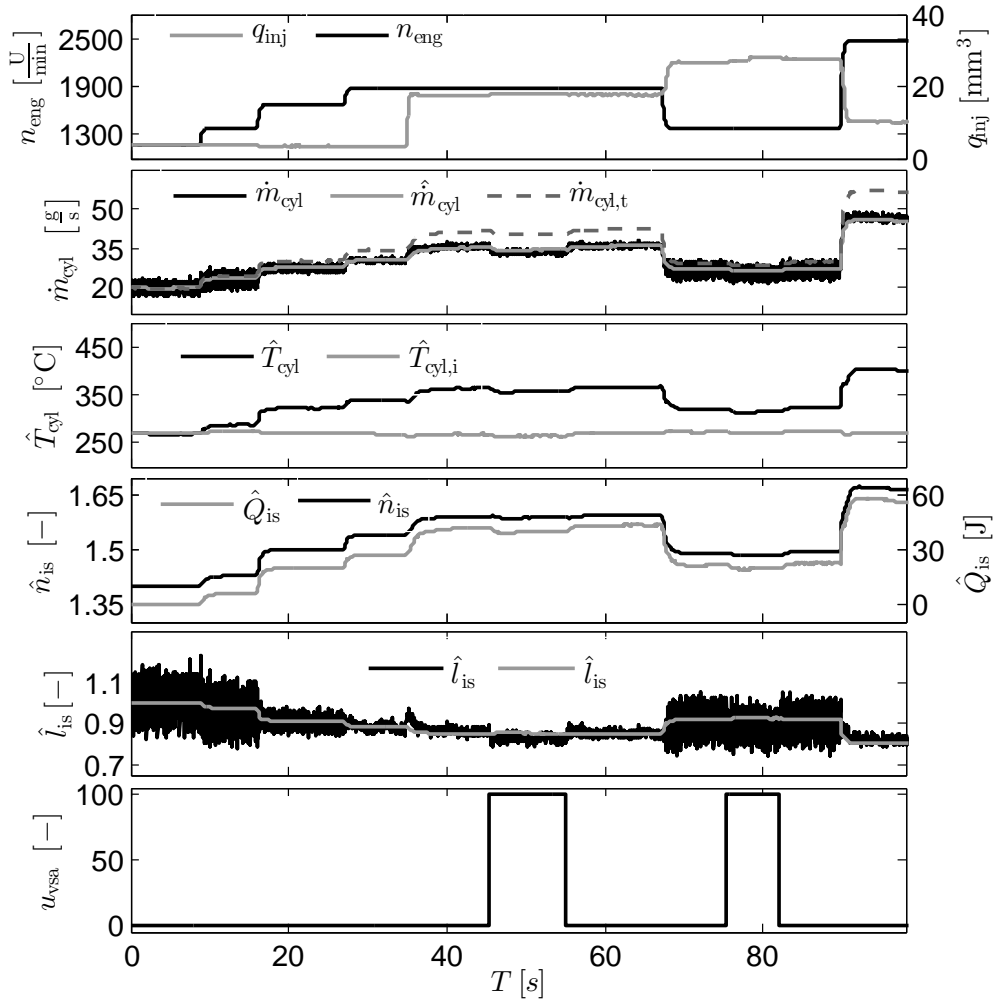 q_inj n_eng
n_eng [U/min]
2500
1900
1300
40
20
0
q_inj [mm³]
ṁ_cyl ṁ̂_cyl ṁ_cyl,t
ṁ_cyl [g/s]
50
35
20
T̂_cyl T̂_cyl,i
T̂_cyl [°C]
450
350
250
Q̂_is n̂_is
n̂_is [−]
1.65
1.5
1.35
60
30
0
Q̂_is [J]
l̂_is l̂_is
l̂_is [−]
1.1
0.9
0.7
u_vsa [−]
100
50
0
0 20 40 60 80
T [s]